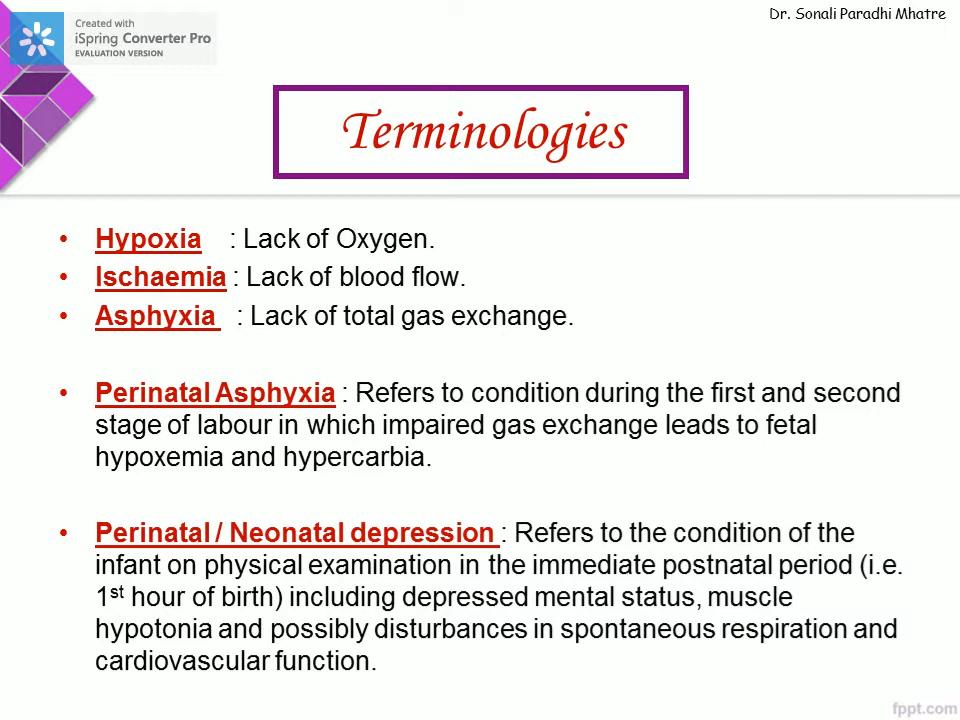 Created with
iSpring Converter Pro
EVALUATION VERSION
Dr. Sonali Paradhi Mhatre
Terminologies
• Hypoxia : Lack of Oxygen.
• Ischaemia : Lack of blood flow.
• Asphyxia : Lack of total gas exchange.
• Perinatal Asphyxia : Refers to condition during the first and second
stage of labour in which impaired gas exchange leads to fetal
hypoxemia and hypercarbia.
• Perinatal / Neonatal depression : Refers to the condition of the
infant on physical examination in the immediate postnatal period (i.e.
1st hour of birth) including depressed mental status, muscle
hypotonia and possibly disturbances in spontaneous respiration and
cardiovascular function.
fppt.com